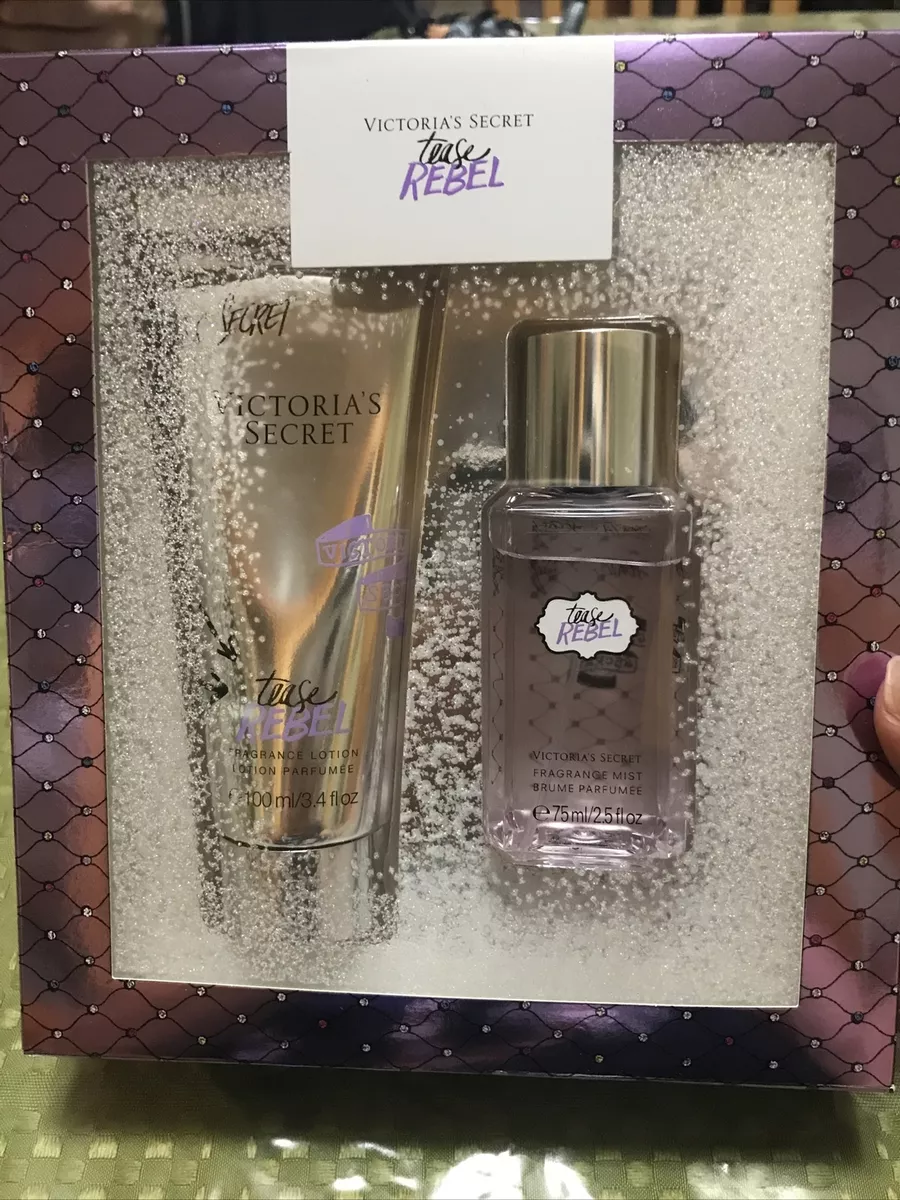 VICTORIA'S SECRET
tease
REBEL
SECRET
VICTORIA'S
SECRET
tease
REBEL
FRAGRANCE LOTION
LOTION PARFUMÉE
℮100 ml/3.4 fl oz
tease
REBEL
VICTORIA'S SECRET
FRAGRANCE MIST
BRUME PARFUMÉE
℮75 ml/2.5 fl oz